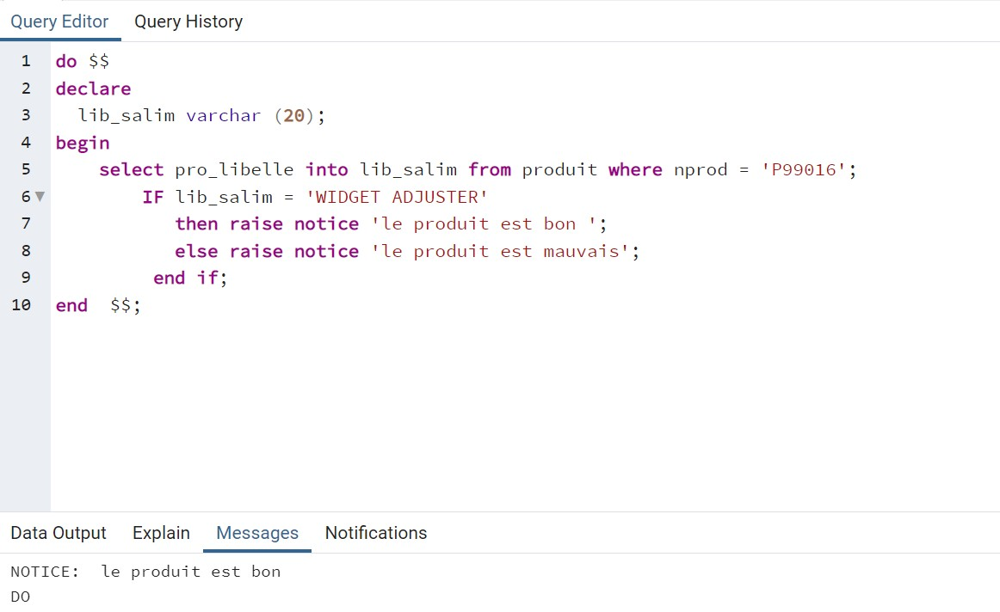 Query Editor Query History
1 do $$
2 declare
3 lib_salim varchar (20);
4 begin
5 select pro_libelle into lib_salim from produit where nprod = 'P99016';
6 IF lib_salim = 'WIDGET ADJUSTER'
7 then raise notice 'le produit est bon ';
8 else raise notice 'le produit est mauvais';
9 end if;
10 end $$;
Data Output Explain Messages Notifications
NOTICE: le produit est bon
DO